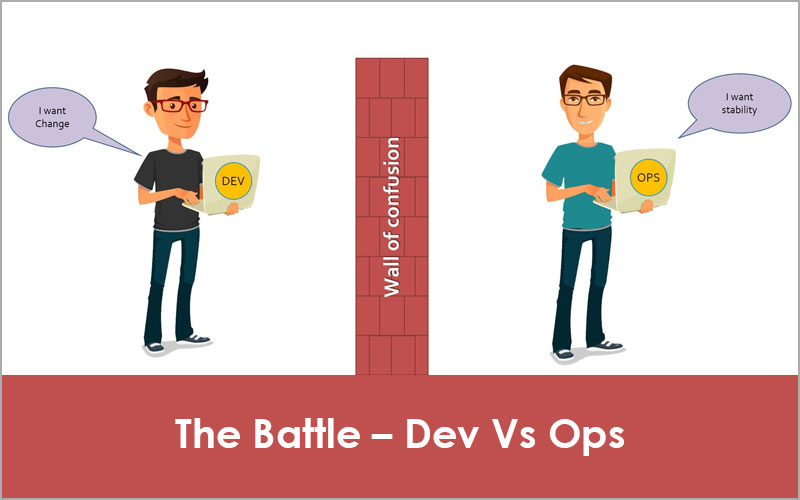 I want
Change
DEV
Wall of confusion
I want
stability
OPS
The Battle – Dev Vs Ops